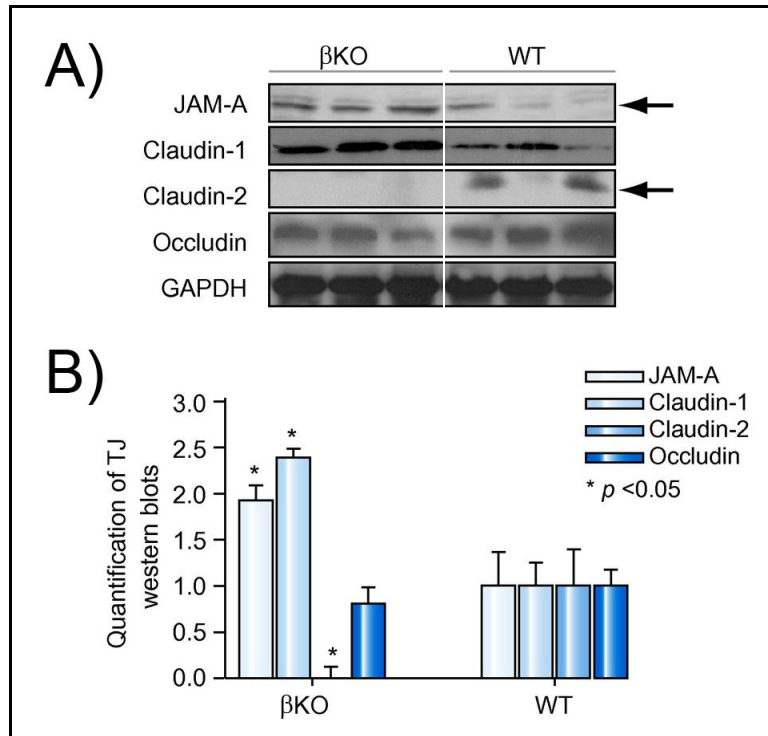 A)
βKO WT
JAM-A
Claudin-1
Claudin-2
Occludin
GAPDH
B)
JAM-A
Claudin-1
Claudin-2
Occludin
* p <0.05
Quantification of TJ
western blots
3.0
2.5
2.0
1.5
1.0
0.5
0.0
*
*
*
βKO WT